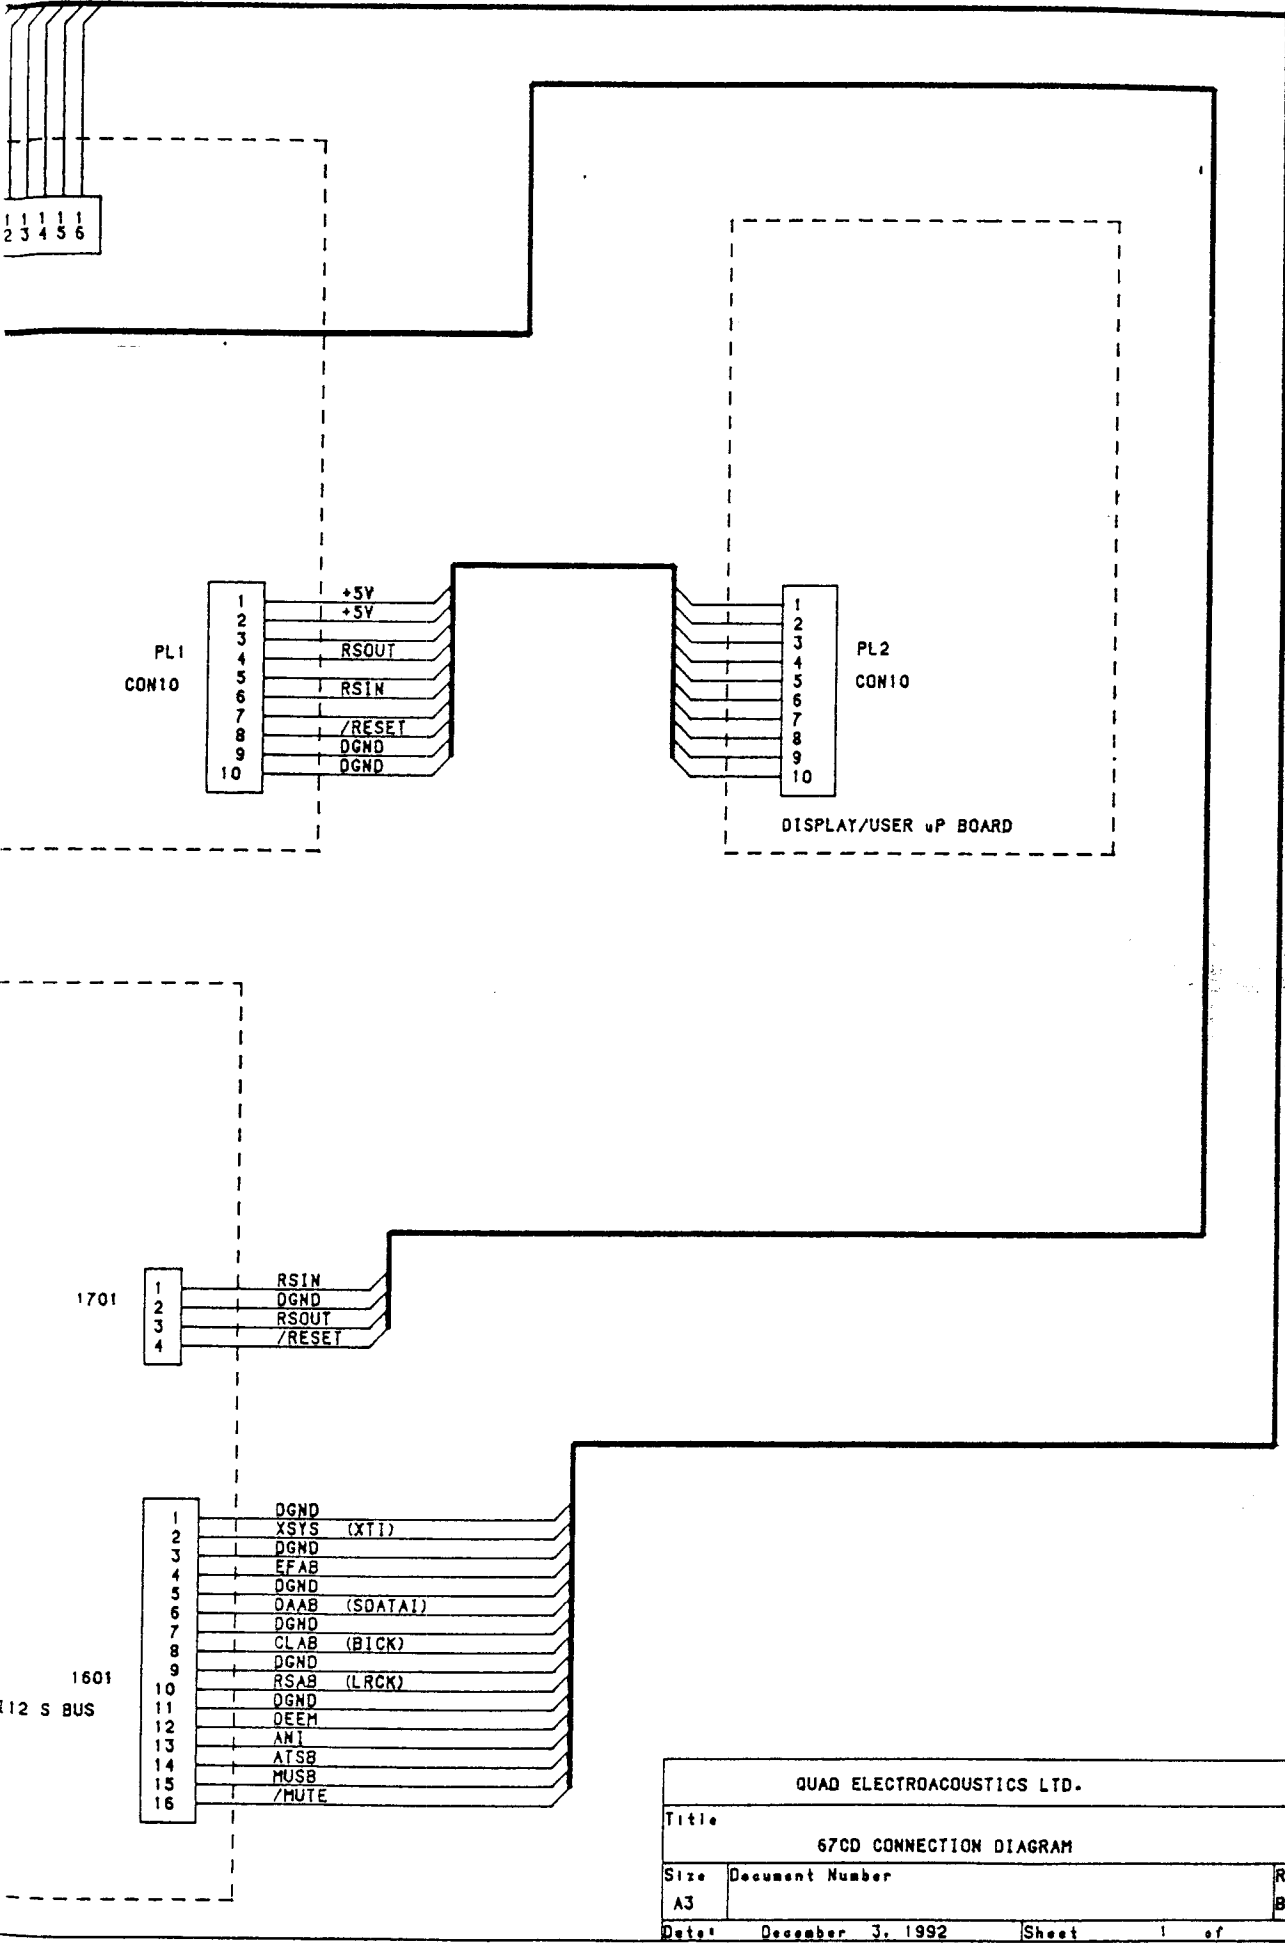 1 1 1 1 1
2 3 4 5 6
PL1
CON10
1 +5V
2 +5V
3
4 RSOUT
5
6 RSIN
7
8 /RESET
9 DGND
10 DGND
1
2
3
4
5
6
7
8
9
10
PL2
CON10
DISPLAY/USER uP BOARD
1701
1 RSIN
2 DGND
3 RSOUT
4 /RESET
1601
S BUS
1 DGND
2 XSYS (XTI)
3 DGND
4 EFAB
5 DGND
6 DAAB (SDATAI)
7 DGND
8 CLAB (BICK)
9 DGND
10 RSAB (LRCK)
11 DGND
12 DEEM
13 ANI
14 ATSB
15 MUSB
16 /MUTE
QUAD ELECTROACOUSTICS LTD.
Title
67CD CONNECTION DIAGRAM
Size Document Number R
A3 B
Date: December 3, 1992 Sheet 1 of